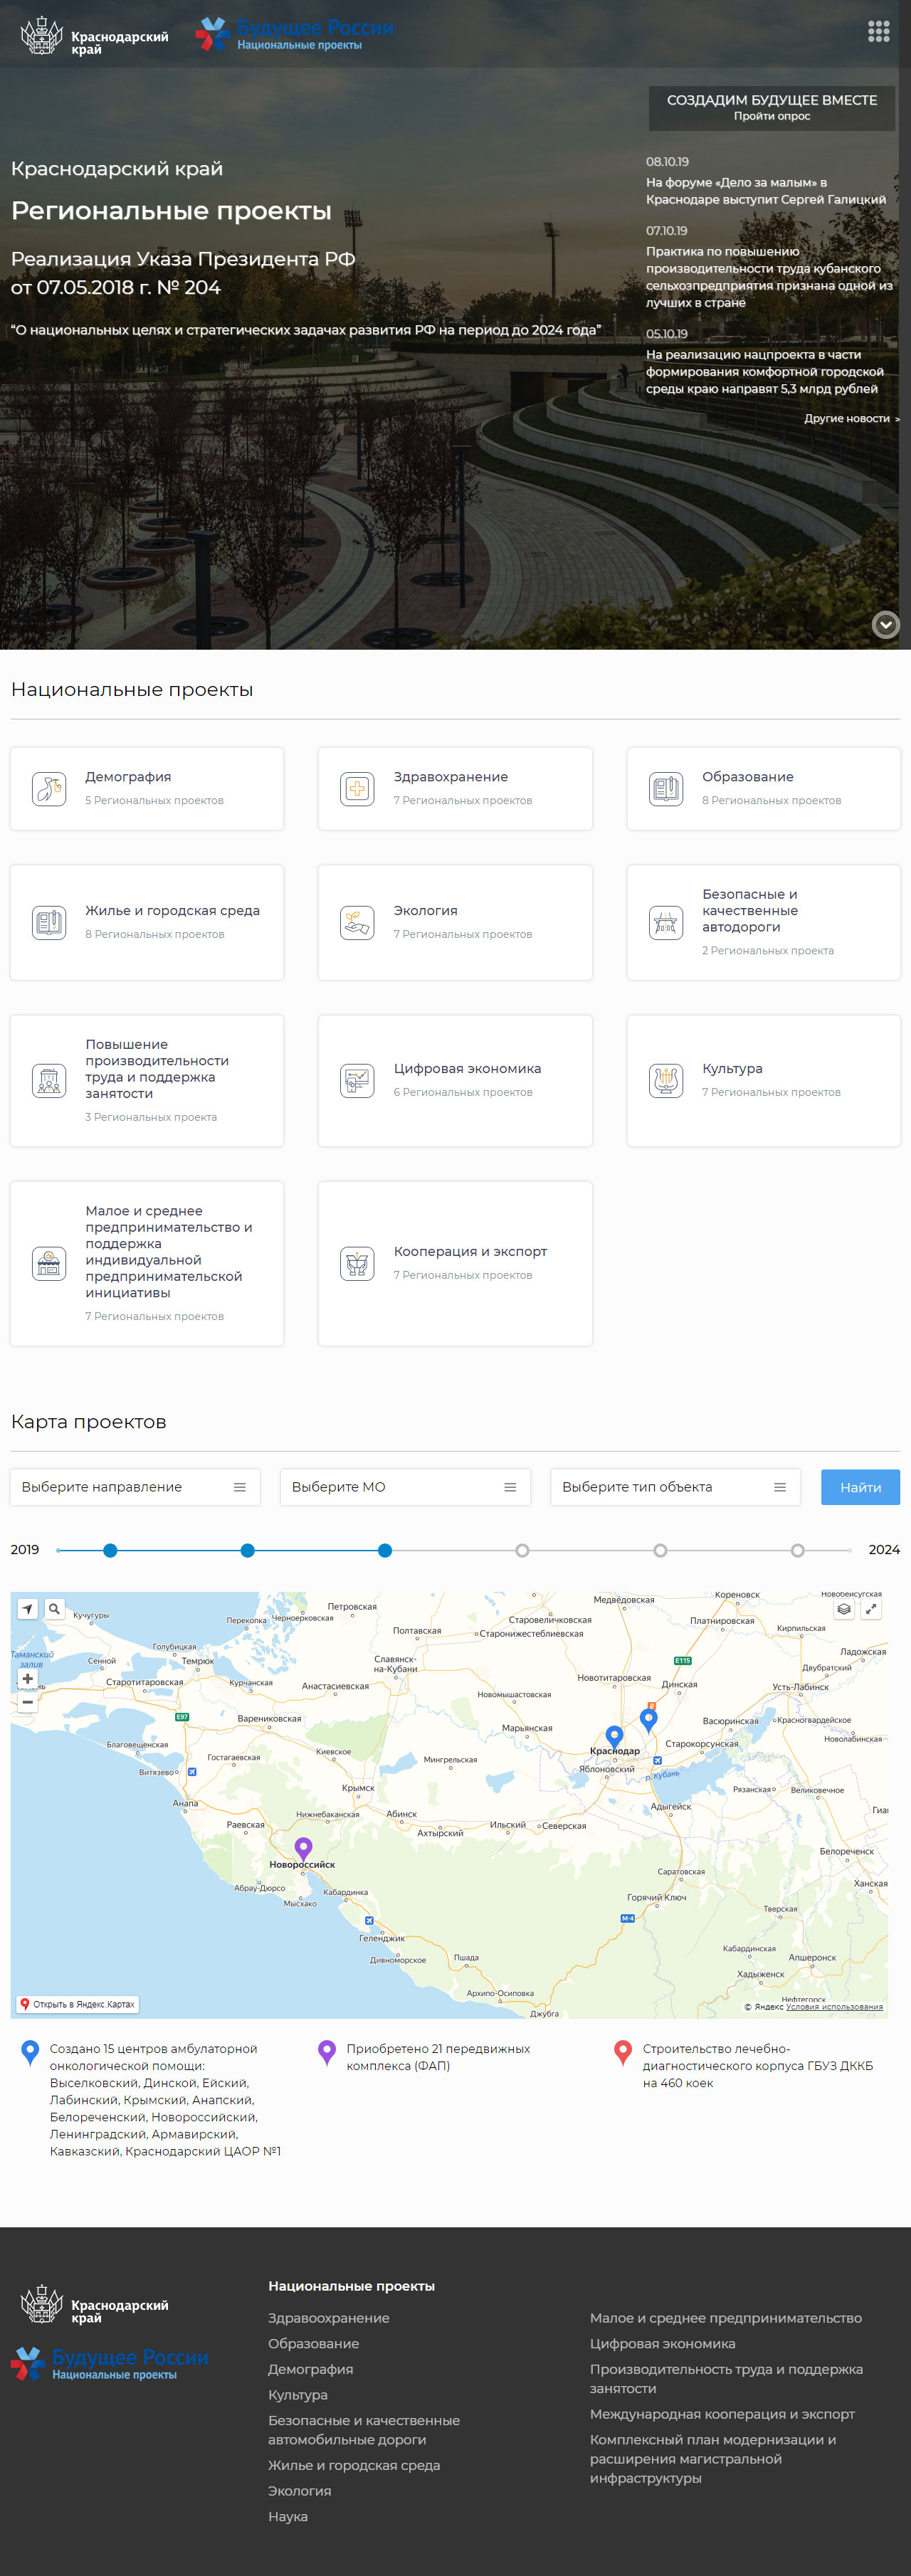 Краснодарский
край
Будущее России
Национальные проекты
СОЗДАДИМ БУДУЩЕЕ ВМЕСТЕ
Пройти опрос
Краснодарский край
Региональные проекты
Реализация Указа Президента РФ
от 07.05.2018 г. № 204
“О национальных целях и стратегических задачах развития РФ на период до 2024 года”
08.10.19
На форуме «Дело за малым» в
Краснодаре выступит Сергей Галицкий
07.10.19
Практика по повышению
производительности труда кубанского
сельхозпредприятия признана одной из
лучших в стране
05.10.19
На реализацию нацпроекта в части
формирования комфортной городской
среды краю направят 5,3 млрд рублей
Другие новости >
Национальные проекты
Демография
5 Региональных проектов
Здравохранение
7 Региональных проектов
Образование
8 Региональных проектов
Жилье и городская среда
8 Региональных проектов
Экология
7 Региональных проектов
Безопасные и
качественные
автодороги
2 Региональных проекта
Повышение
производительности
труда и поддержка
занятости
3 Региональных проекта
Цифровая экономика
6 Региональных проектов
Культура
7 Региональных проектов
Малое и среднее
предпринимательство и
поддержка
индивидуальной
предпринимательской
инициативы
7 Региональных проектов
Кооперация и экспорт
7 Региональных проектов
Карта проектов
Выберите направление
Выберите МО
Выберите тип объекта
Найти
2019
2024
Кучугуры
Перекопка
Черноерковская
Петровская
Медвёдовская
Кореновск
Новобейсугская
Полтавская
Старовеличковская
Старонижестеблиевская
Платнировская
Кирпильская
Таманский
залив
Сенной
Голубицкая
Темрюк
Славянск-
на-Кубани
E115
Ладожская
Двубратский
Старотитаровская
Курчанская
Анастасиевская
Новомышастовская
Новотитаровская
Динская
Усть-Лабинск
E97
Варениковская
Марьянская
Васюринская
Красногвардейское
Благовещенская
Киевское
Краснодар
Старокорсунская
Новолабинская
Витязево
Гостагаевская
Мингрельская
Яблоновский
р. Кубань
Крымск
Рязанская
Великовечное
Анапа
Нижнебаканская
Абинск
Адыгейск
Раевская
Ахтырский
Ильский
Северская
Новороссийск
Белореченск
Абрау-Дюрсо
Мысхако
Кабардинка
Саратовская
Ханская
Горячий Ключ
Тверская
М-4
Геленджик
Дивноморское
Пшада
Кабардинская
Апшеронск
Хадыженск
Архипо-Осиповка
Нефтегорск
Джубга
Открыть в Яндекс.Картах
© Яндекс Условия использования
Создано 15 центров амбулаторной
онкологической помощи:
Выселковский, Динской, Ейский,
Лабинский, Крымский, Анапский,
Белореченский, Новороссийский,
Ленинградский, Армавирский,
Кавказский, Краснодарский ЦАОР №1
Приобретено 21 передвижных
комплекса (ФАП)
Строительство лечебно-
диагностического корпуса ГБУЗ ДККБ
на 460 коек
Краснодарский
край
Будущее России
Национальные проекты
Национальные проекты
Здравоохранение
Образование
Демография
Культура
Безопасные и качественные
автомобильные дороги
Жилье и городская среда
Экология
Наука
Малое и среднее предпринимательство
Цифровая экономика
Производительность труда и поддержка
занятости
Международная кооперация и экспорт
Комплексный план модернизации и
расширения магистральной
инфраструктуры